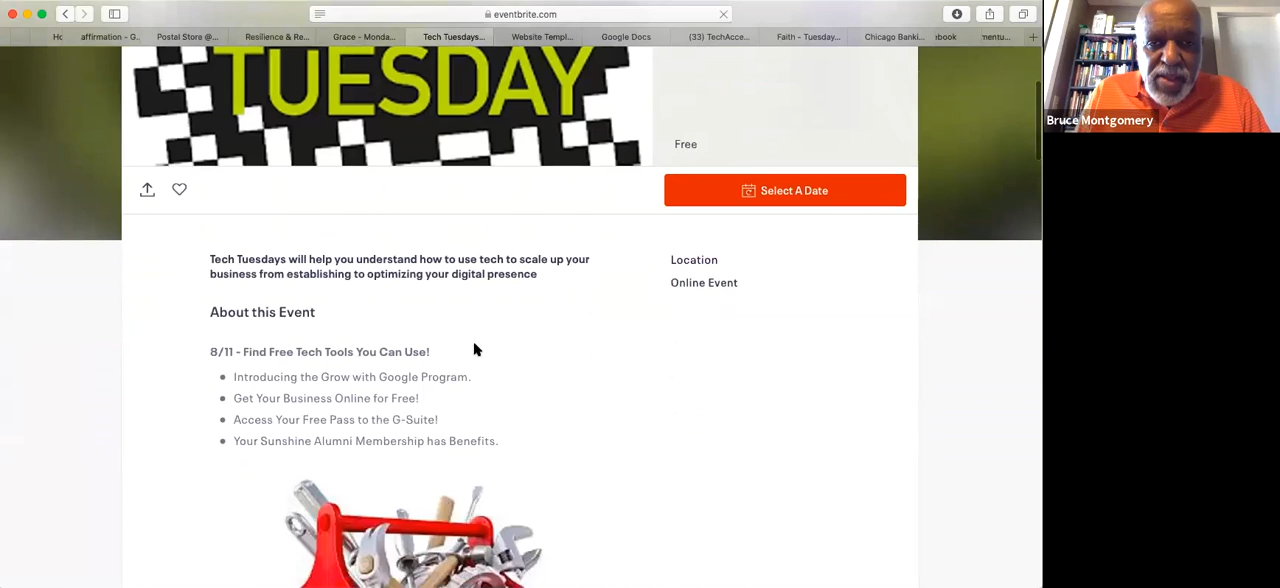 eventbrite.com
Ho
affirmation - G...
Postal Store @...
Resilience & Re...
Grace - Monda...
Tech Tuesdays...
Website Templ...
Google Docs
(33) TechAcce...
Faith - Tuesday...
Chicago Banki...
ebook
mentu...
TUESDAY
Free
Select A Date
Tech Tuesdays will help you understand how to use tech to scale up your
business from establishing to optimizing your digital presence
Location
Online Event
About this Event
8/11 - Find Free Tech Tools You Can Use!
• Introducing the Grow with Google Program.
• Get Your Business Online for Free!
• Access Your Free Pass to the G-Suite!
• Your Sunshine Alumni Membership has Benefits.
Bruce Montgomery